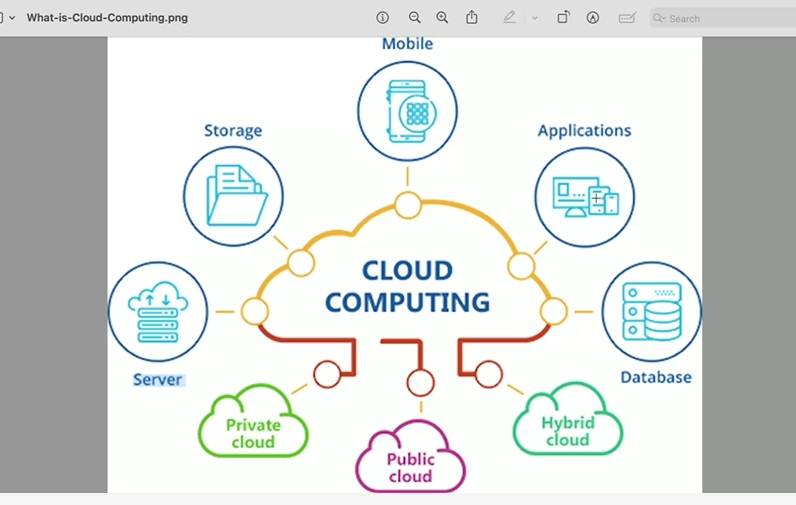 What-is-Cloud-Computing.png
Search
Mobile
Storage
Applications
CLOUD
COMPUTING
Server
Database
Private
cloud
Public
cloud
Hybrid
cloud